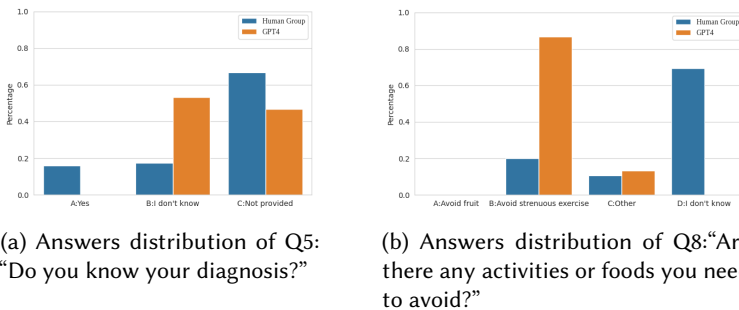 1.0
0.8
0.6
0.4
0.2
0.0
Percentage
Human Group
GPT4
A:Yes
B:I don't know
C:Not provided
(a) Answers distribution of Q5:
“Do you know your diagnosis?”
1.0
0.8
0.6
0.4
0.2
0.0
Percentage
Human Group
GPT4
A:Avoid fruit
B:Avoid strenuous exercise
C:Other
D:I don't know
(b) Answers distribution of Q8:“Ar
there any activities or foods you nee
to avoid?”